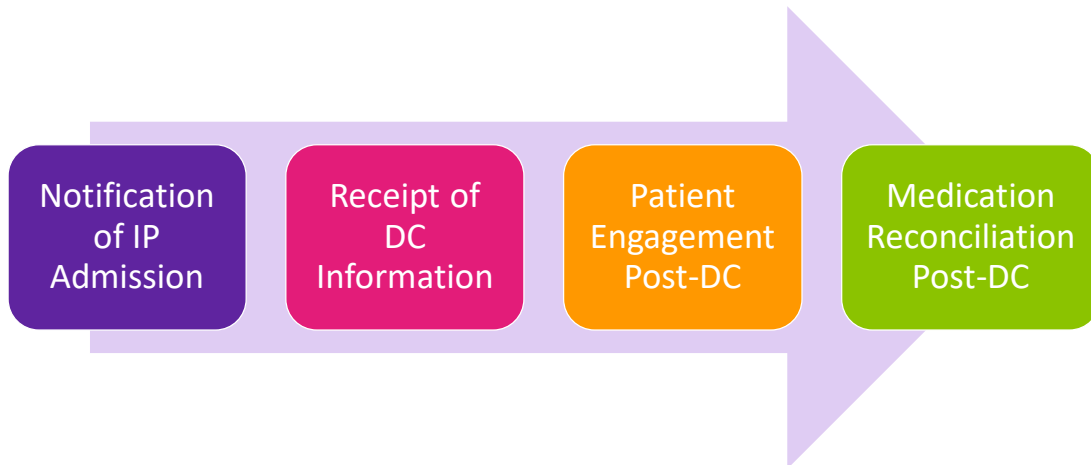 Notification
of IP
Admission
Receipt of
DC
Information
Patient
Engagement
Post-DC
Medication
Reconciliation
Post-DC